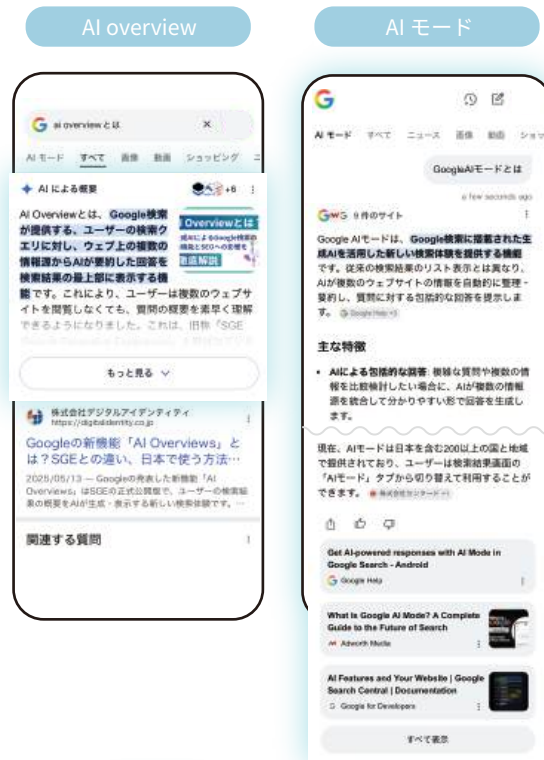 AI overview
ai overviewとは
×
AI モード すべて 画像 動画 ショッピング
AI による概要
+6
AI Overviewとは、Google検索
が提供する、ユーザーの検索ク
エリに対し、ウェブ上の複数の
情報源からAIが要約した回答を
検索結果の最上部に表示する機
能です。これにより、ユーザーは複数のウェブサ
イトを閲覧しなくても、質問の概要を素早く理解
できるようになりました。これは、旧称「SGE
Overviewとは
徹底解説
もっと見る
株式会社デジタルアイデンティティ
https://digitalidentity.co.jp
Googleの新機能「AI Overviews」と
は？SGEとの違い、日本で使う方法…
2025/05/13 — Googleの発表した新機能「AI
Overviews」はSGEの正式公開版で、ユーザーの検索結
果の概要をAIが生成・表示する新しい検索体験です。…
関連する質問
AI モード
AI モード すべて ニュース 画像 動画 ショッ
GoogleAIモードとは
a few seconds ago
9 件のサイト
Google AIモードは、Google検索に搭載された生
成AIを活用した新しい検索体験を提供する機能
です。従来の検索結果のリスト表示とは異なり、
AIが複数のウェブサイトの情報を自動的に整理・
要約し、質問に対する包括的な回答を提示しま
す。 Google Help +3
主な特徴
• AIによる包括的な回答: 複雑な質問や複数の情
報を比較検討したい場合に、AIが複数の情報
源を統合して分かりやすい形で回答を生成し
ます。
現在、AIモードは日本を含む200以上の国と地域
で提供されており、ユーザーは検索結果画面の
「AIモード」タブから切り替えて利用することが
できます。
Get AI-powered responses with AI Mode in
Google Search - Android
Google Help
What Is Google AI Mode? A Complete
Guide to the Future of Search
Adworth Media
AI Features and Your Website | Google
Search Central | Documentation
Google for Developers
すべて表示